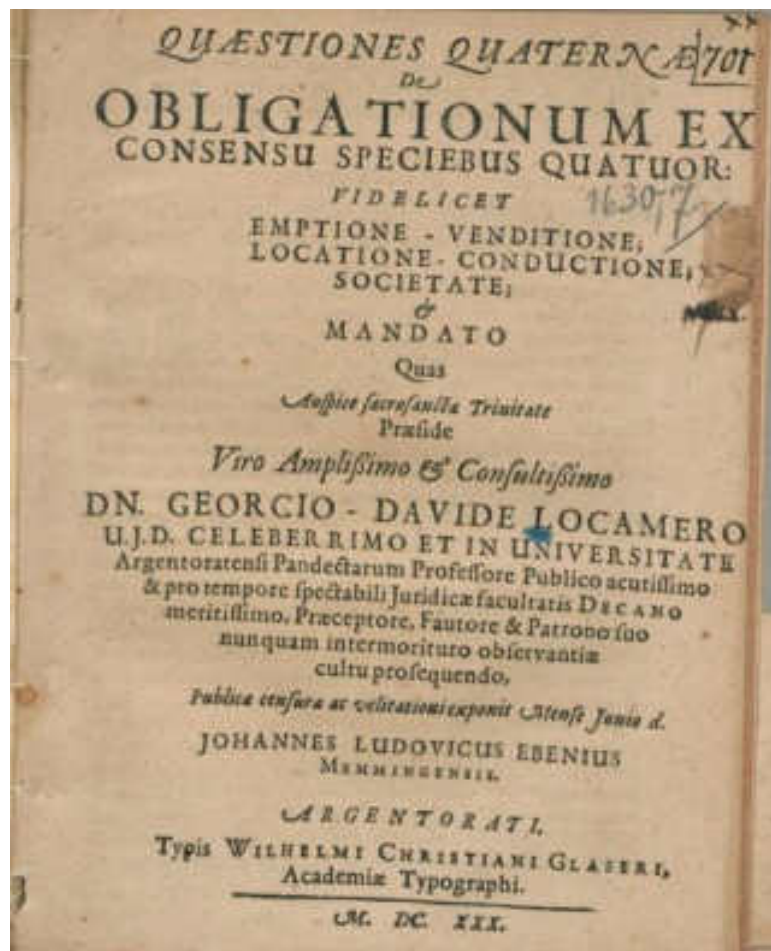 QUÆSTIONES QUATERNÆ 701
De
OBLIGATIONUM EX
CONSENSU SPECIEBUS QUATUOR:
VIDELICET 1630,7
EMPTIONE - VENDITIONE,
LOCATIONE - CONDUCTIONE,
SOCIETATE;
&
MANDATO
Quas
Auſpice ſacroſancta Trinitate
Præſide
Viro Ampliſſimo & Conſultiſſimo
DN. GEORGIO - DAVIDE LOCAMERO
U.J.D. CELEBERRIMO ET IN UNIVERSITATE
Argentoratenſi Pandectarum Profeſſore Publico acutiſſimo
& pro tempore ſpectabili Juridicæ facultatis DECANO
meritiſſimo, Præceptore, Fautore & Patrono ſuo
nunquam intermorituro obſervantiæ
cultu proſequendo,
Publicæ cenſuræ ac velitationi exponit Menſe Junio d.
JOHANNES LUDOVICUS EBENIUS
MEMMINGENSIS.
ARGENTORATI,
Typis WILHELMI CHRISTIANI GLASERI,
Academiæ Typographi.
M. DC. XXX.